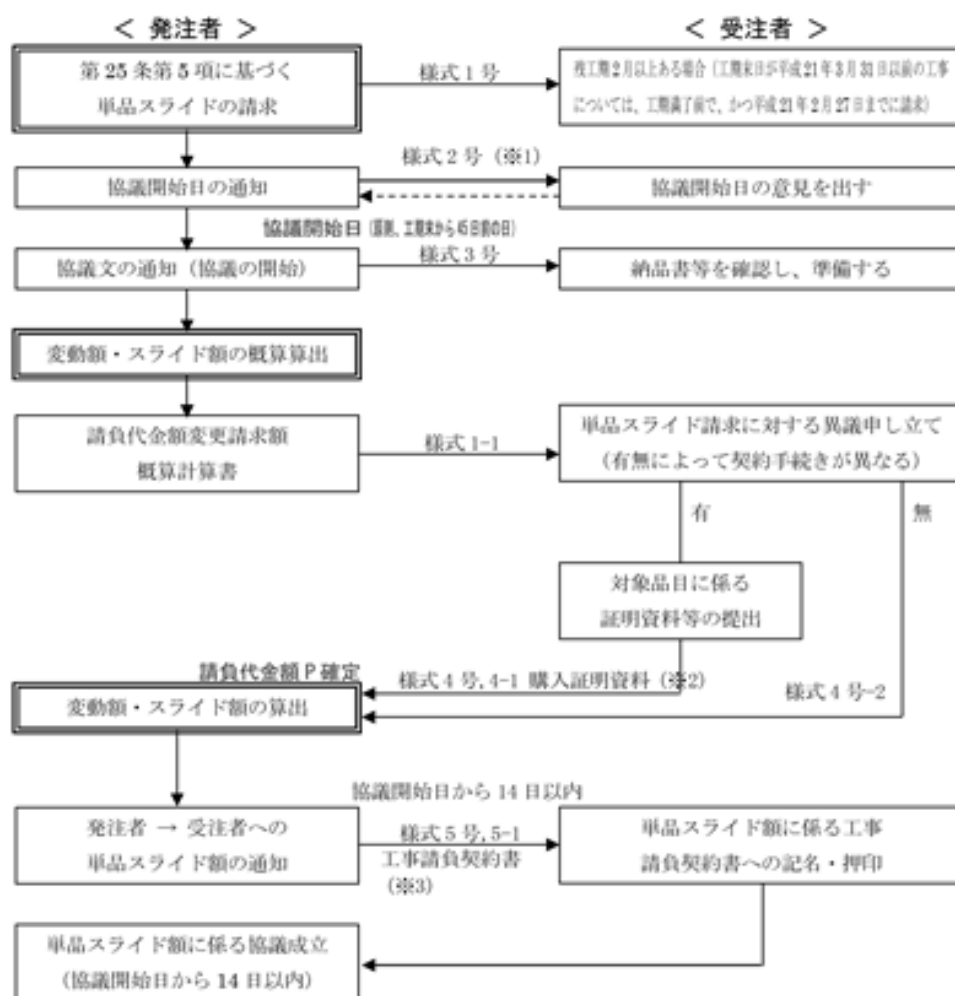 ＜ 発注者 ＞
＜ 受注者 ＞
第25条第5項に基づく
単品スライドの請求
様式1号
残工期2月以上ある場合（工期末日が平成21年3月31日以前の工事
については、工期満了前で、かつ平成21年2月27日までに請求）
様式2号（※1）
協議開始日の通知
協議開始日の意見を出す
協議開始日（原則、工期末から45日前の日）
協議文の通知（協議の開始）
様式3号
納品書等を確認し、準備する
変動額・スライド額の概算算出
請負代金額変更請求額
概算計算書
様式1-1
単品スライド請求に対する異議申し立て
（有無によって契約手続きが異なる）
有
無
対象品目に係る
証明資料等の提出
請負代金額P確定
様式4号,4-1 購入証明資料（※2）
様式4号-2
変動額・スライド額の算出
協議開始日から14日以内
発注者 → 受注者への
単品スライド額の通知
様式5号,5-1
工事請負契約書
（※3）
単品スライド額に係る工事
請負契約書への記名・押印
単品スライド額に係る協議成立
（協議開始日から14日以内）